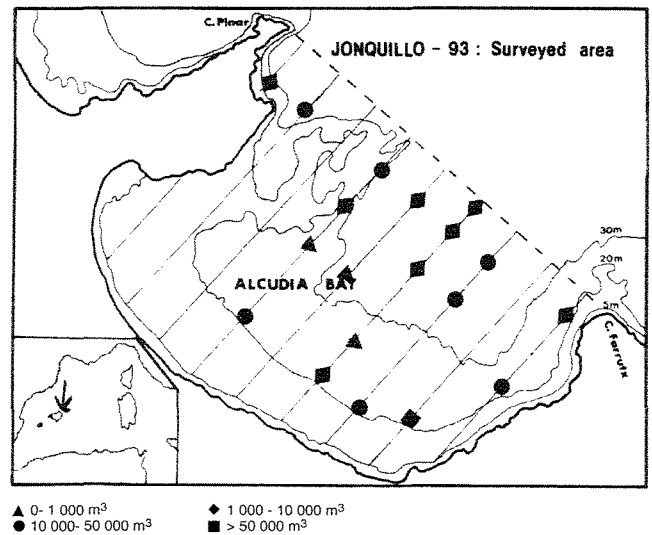 C. Pinar
JONQUILLO - 93 : Surveyed area
30m
20m
ALCUDIA BAY
5m
C. Farrutx
▲ 0- 1 000 m³
◆ 1 000 - 10 000 m³
● 10 000- 50 000 m³
■ > 50 000 m³